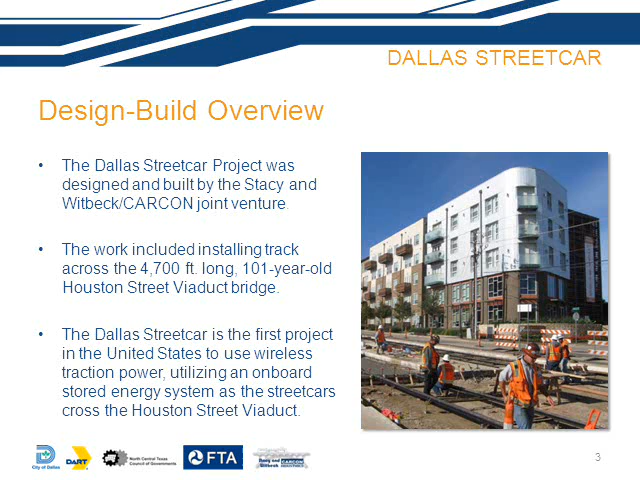 DALLAS STREETCAR
Design-Build Overview
• The Dallas Streetcar Project was
designed and built by the Stacy and
Witbeck/CARCON joint venture.
• The work included installing track
across the 4,700 ft. long, 101-year-old
Houston Street Viaduct bridge.
• The Dallas Streetcar is the first project
in the United States to use wireless
traction power, utilizing an onboard
stored energy system as the streetcars
cross the Houston Street Viaduct.
City of Dallas
DART
North Central Texas
Council of Governments
FTA
CARCON
3